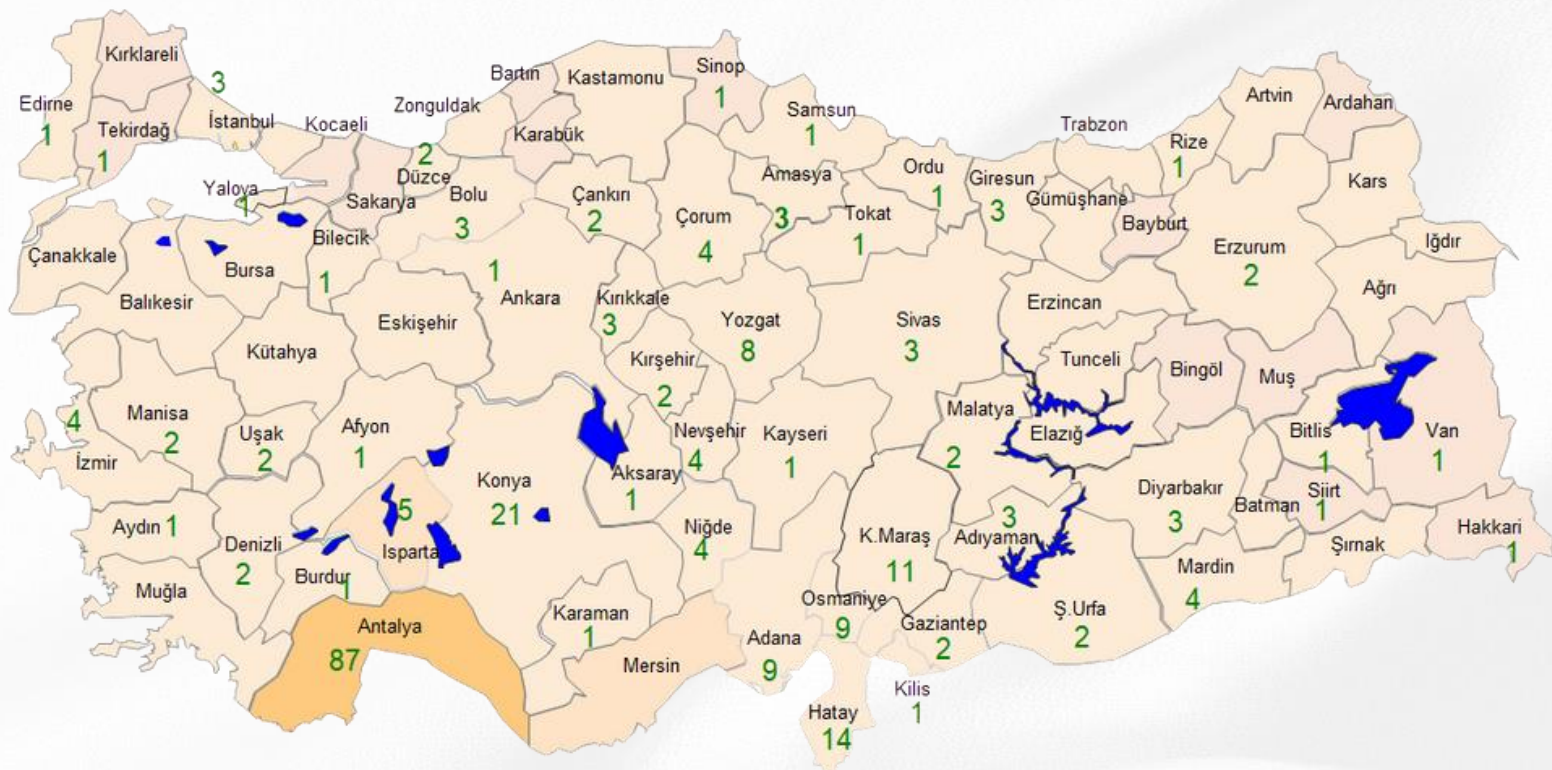 Kırklareli
3
Edirne
1
Tekirdağ
1
İstanbul
Kocaeli
Yalova
1
Sakarya
Zonguldak
2
Düzce
Bartın
Karabük
Kastamonu
Sinop
1
Samsun
1
Bolu
3
Çankırı
2
Çorum
4
Amasya
3
Tokat
1
Ordu
1
Giresun
3
Gümüşhane
Trabzon
Bayburt
Rize
1
Artvin
Ardahan
Kars
Iğdır
Ağrı
Erzurum
2
Erzincan
Çanakkale
Balıkesir
Bursa
Bilecik
1
Eskişehir
Kütahya
Ankara
1
Kırıkkale
3
Kırşehir
2
Yozgat
8
Sivas
3
Tunceli
Bingöl
Muş
Elazığ
Malatya
2
Bitlis
1
Van
1
Manisa
2
4
İzmir
Uşak
2
Afyon
1
Konya
21
Aksaray
1
Nevşehir
4
Kayseri
1
Niğde
4
K.Maraş
11
Adıyaman
3
Diyarbakır
3
Batman
Siirt
1
Şırnak
Hakkari
1
Mardin
4
Ş.Urfa
2
Gaziantep
2
Kilis
1
Osmaniye
9
Adana
9
Hatay
14
Mersin
Karaman
1
Isparta
5
Burdur
1
Denizli
2
Aydın 1
Muğla
Antalya
87